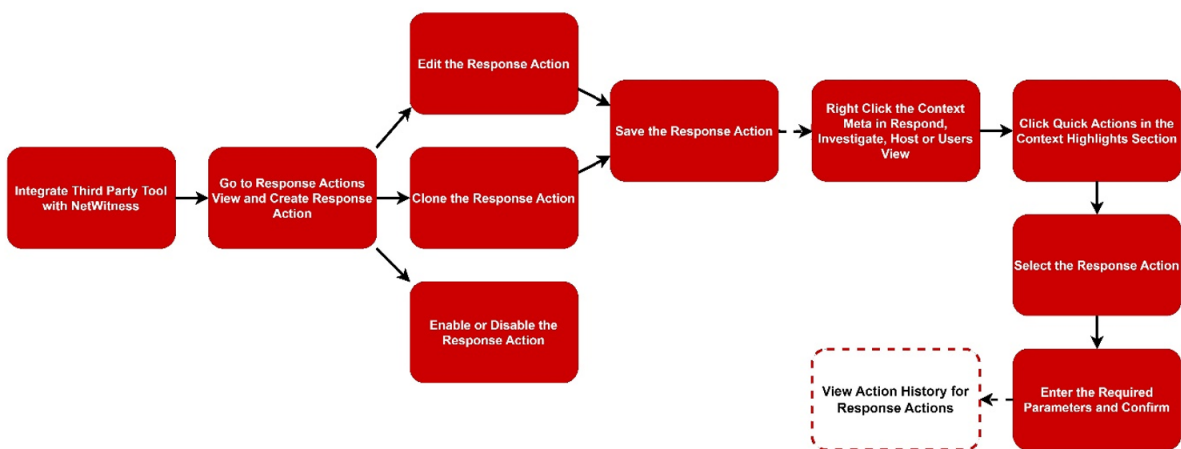 Edit the Response Action
Integrate Third Party Tool
with NetWitness
Go to Response Actions
View and Create Response
Action
Clone the Response Action
Enable or Disable the
Response Action
Save the Response Action
Right Click the Context
Meta in Respond,
Investigate, Host or Users
View
Click Quick Actions in the
Context Highlights Section
Select the Response Action
Enter the Required
Parameters and Confirm
View Action History for
Response Actions